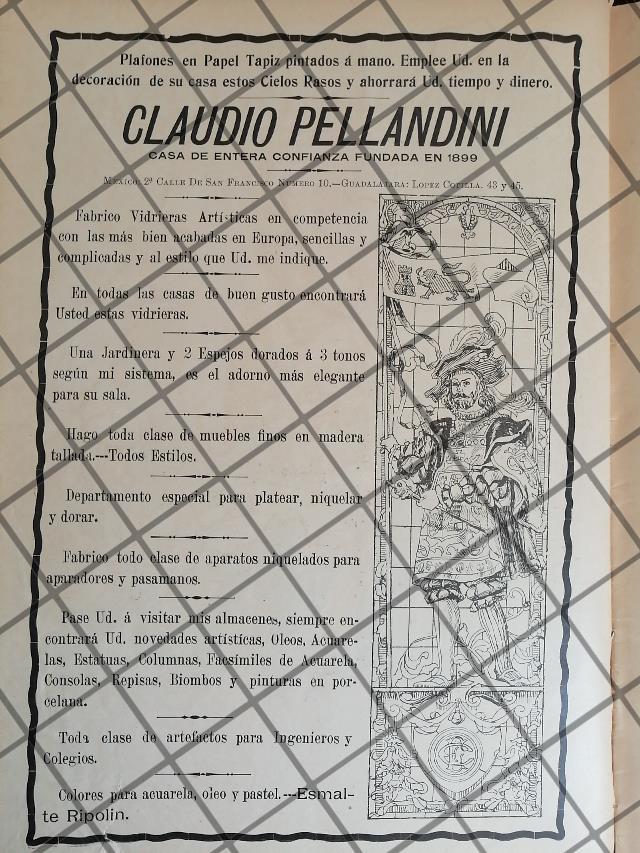 Plafones en Papel Tapiz pintados á mano. Emplee Ud. en la
decoración de su casa estos Cielos Rasos y ahorrará Ud. tiempo y dinero.
CLAUDIO PELLANDINI
CASA DE ENTERA CONFIANZA FUNDADA EN 1899
México: 2ª Calle De San Francisco Numero 10.—Guadalajara: Lopez Cotilla. 43 y 45.
Fabrico Vidrieras Artísticas en competencia
con las más bien acabadas en Europa, sencillas y
complicadas y al estilo que Ud. me indique.
En todas las casas de buen gusto encontrará
Usted estas vidrieras.
Una Jardinera y 2 Espejos dorados á 3 tonos
según mi sistema, es el adorno más elegante
para su sala.
Hago toda clase de muebles finos en madera
tallada.---Todos Estilos.
Departamento especial para platear, niquelar
y dorar.
Fabrico todo clase de aparatos niquelados para
aparadores y pasamanos.
Pase Ud. á visitar mis almacenes, siempre en-
contrará Ud. novedades artísticas, Oleos, Acuare-
las, Estatuas, Columnas, Facsímiles de Acuarela,
Consolas, Repisas, Biombos y pinturas en por-
celana.
Toda clase de artefactos para Ingenieros y
Colegios.
Colores para acuarela, oleo y pastel.---Esmal-
te Ripolin.